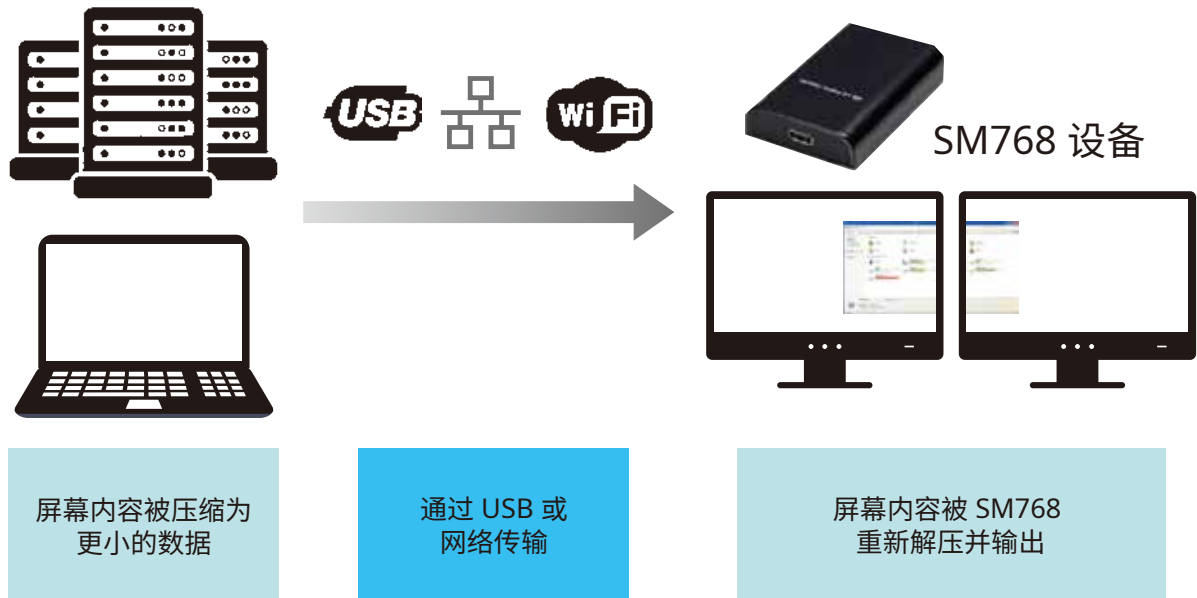 USB
Wi Fi
SM768 设备
屏幕内容被压缩为
更小的数据
通过 USB 或
网络传输
屏幕内容被 SM768
重新解压并输出